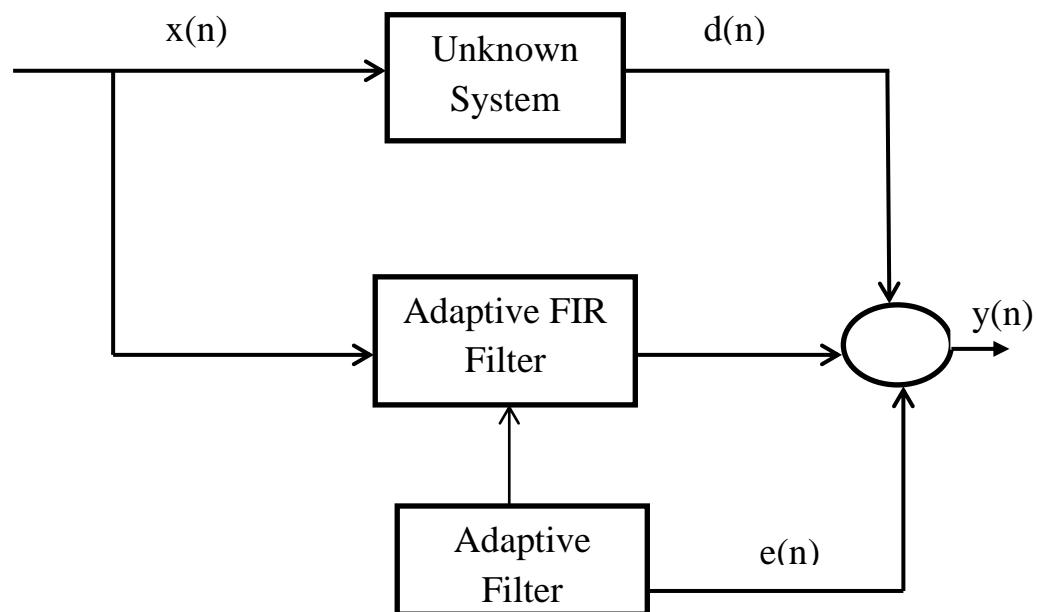 x(n)
Unknown
System
d(n)
Adaptive FIR
Filter
y(n)
Adaptive
Filter
e(n)